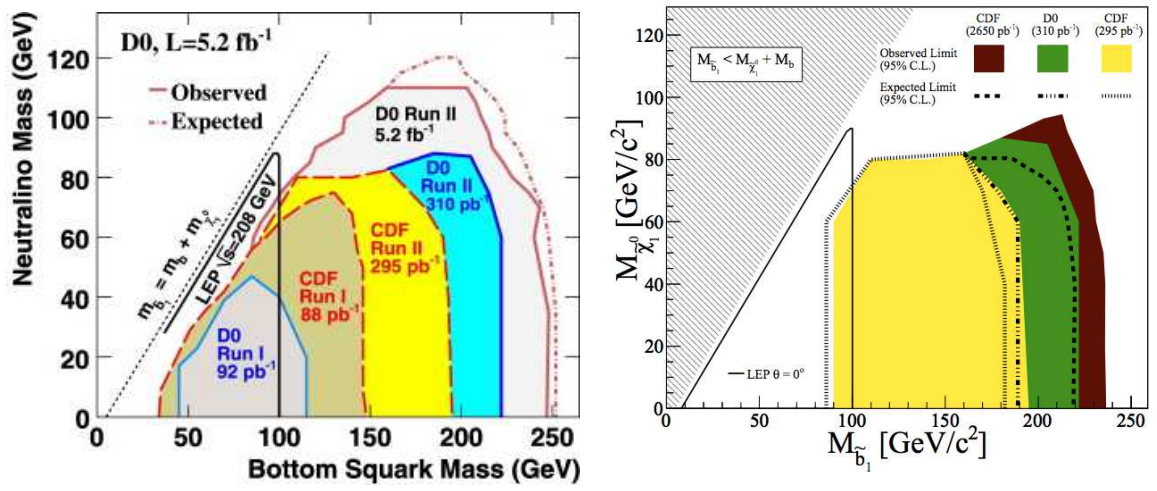 D0, L=5.2 fb⁻¹
Observed
Expected
D0 Run II
5.2 fb⁻¹
m_b̃₁ = m_b + m_χ̃₁⁰
LEP √s=208 GeV
D0
Run II
310 pb⁻¹
CDF
Run II
295 pb⁻¹
CDF
Run I
88 pb⁻¹
D0
Run I
92 pb⁻¹
Neutralino Mass (GeV)
120
100
80
60
40
20
0
0 50 100 150 200 250
Bottom Squark Mass (GeV)
CDF
(2650 pb⁻¹)
D0
(310 pb⁻¹)
CDF
(295 pb⁻¹)
Observed Limit
(95% C.L.)
Expected Limit
(95% C.L.)
M_b̃₁ < M_χ̃₁⁰ + M_b
LEP θ = 0°
M_χ̃₁⁰ [GeV/c²]
120
100
80
60
40
20
0
0 50 100 150 200 250
M_b̃₁ [GeV/c²]